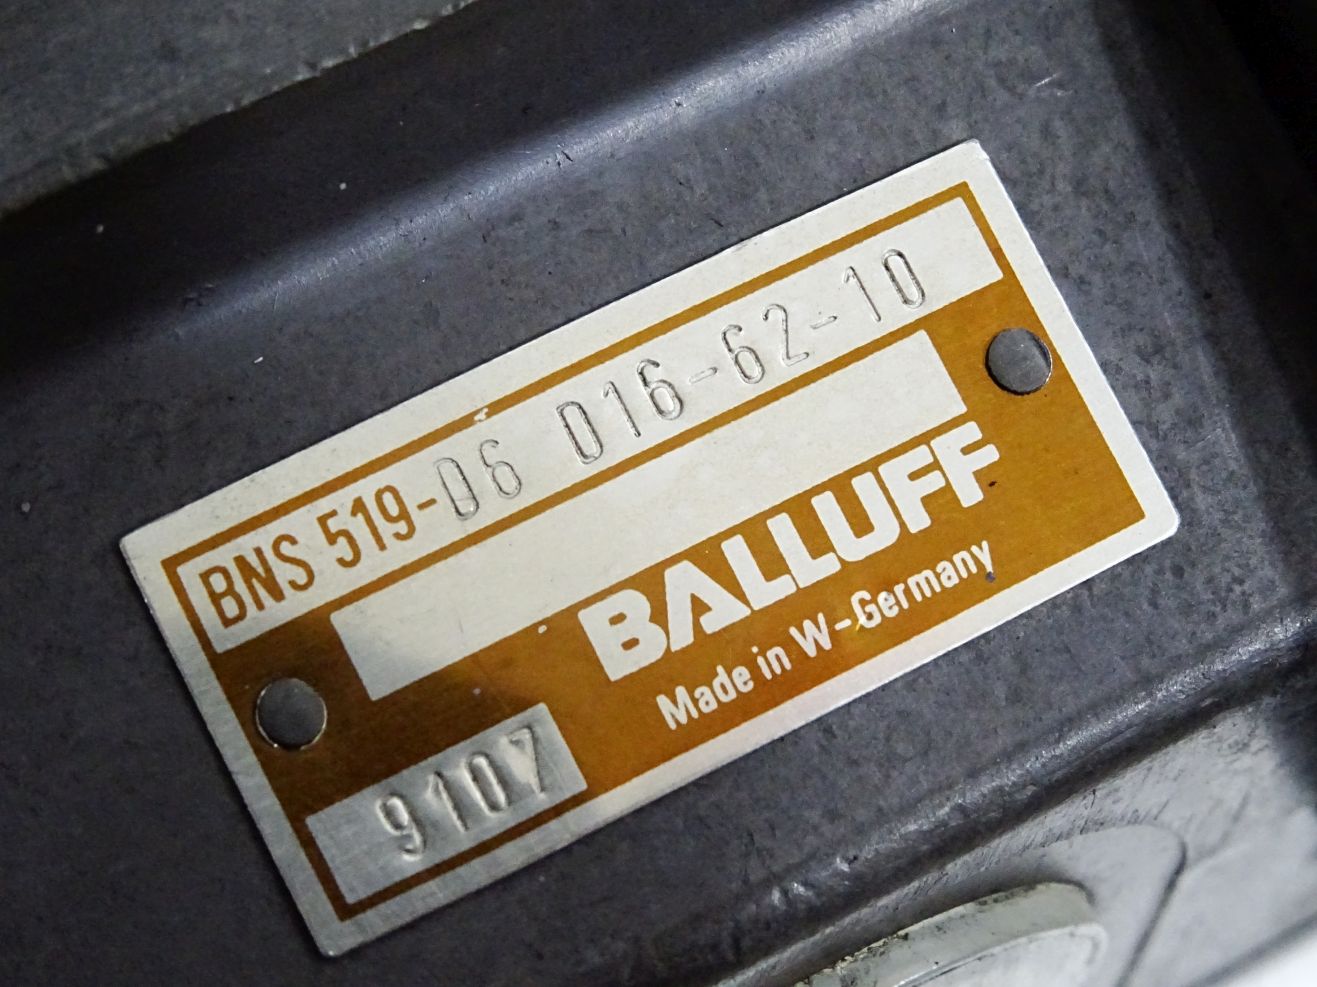 BNS 519-06 D16-62-10
BALLUFF
Made in W-Germany
9107